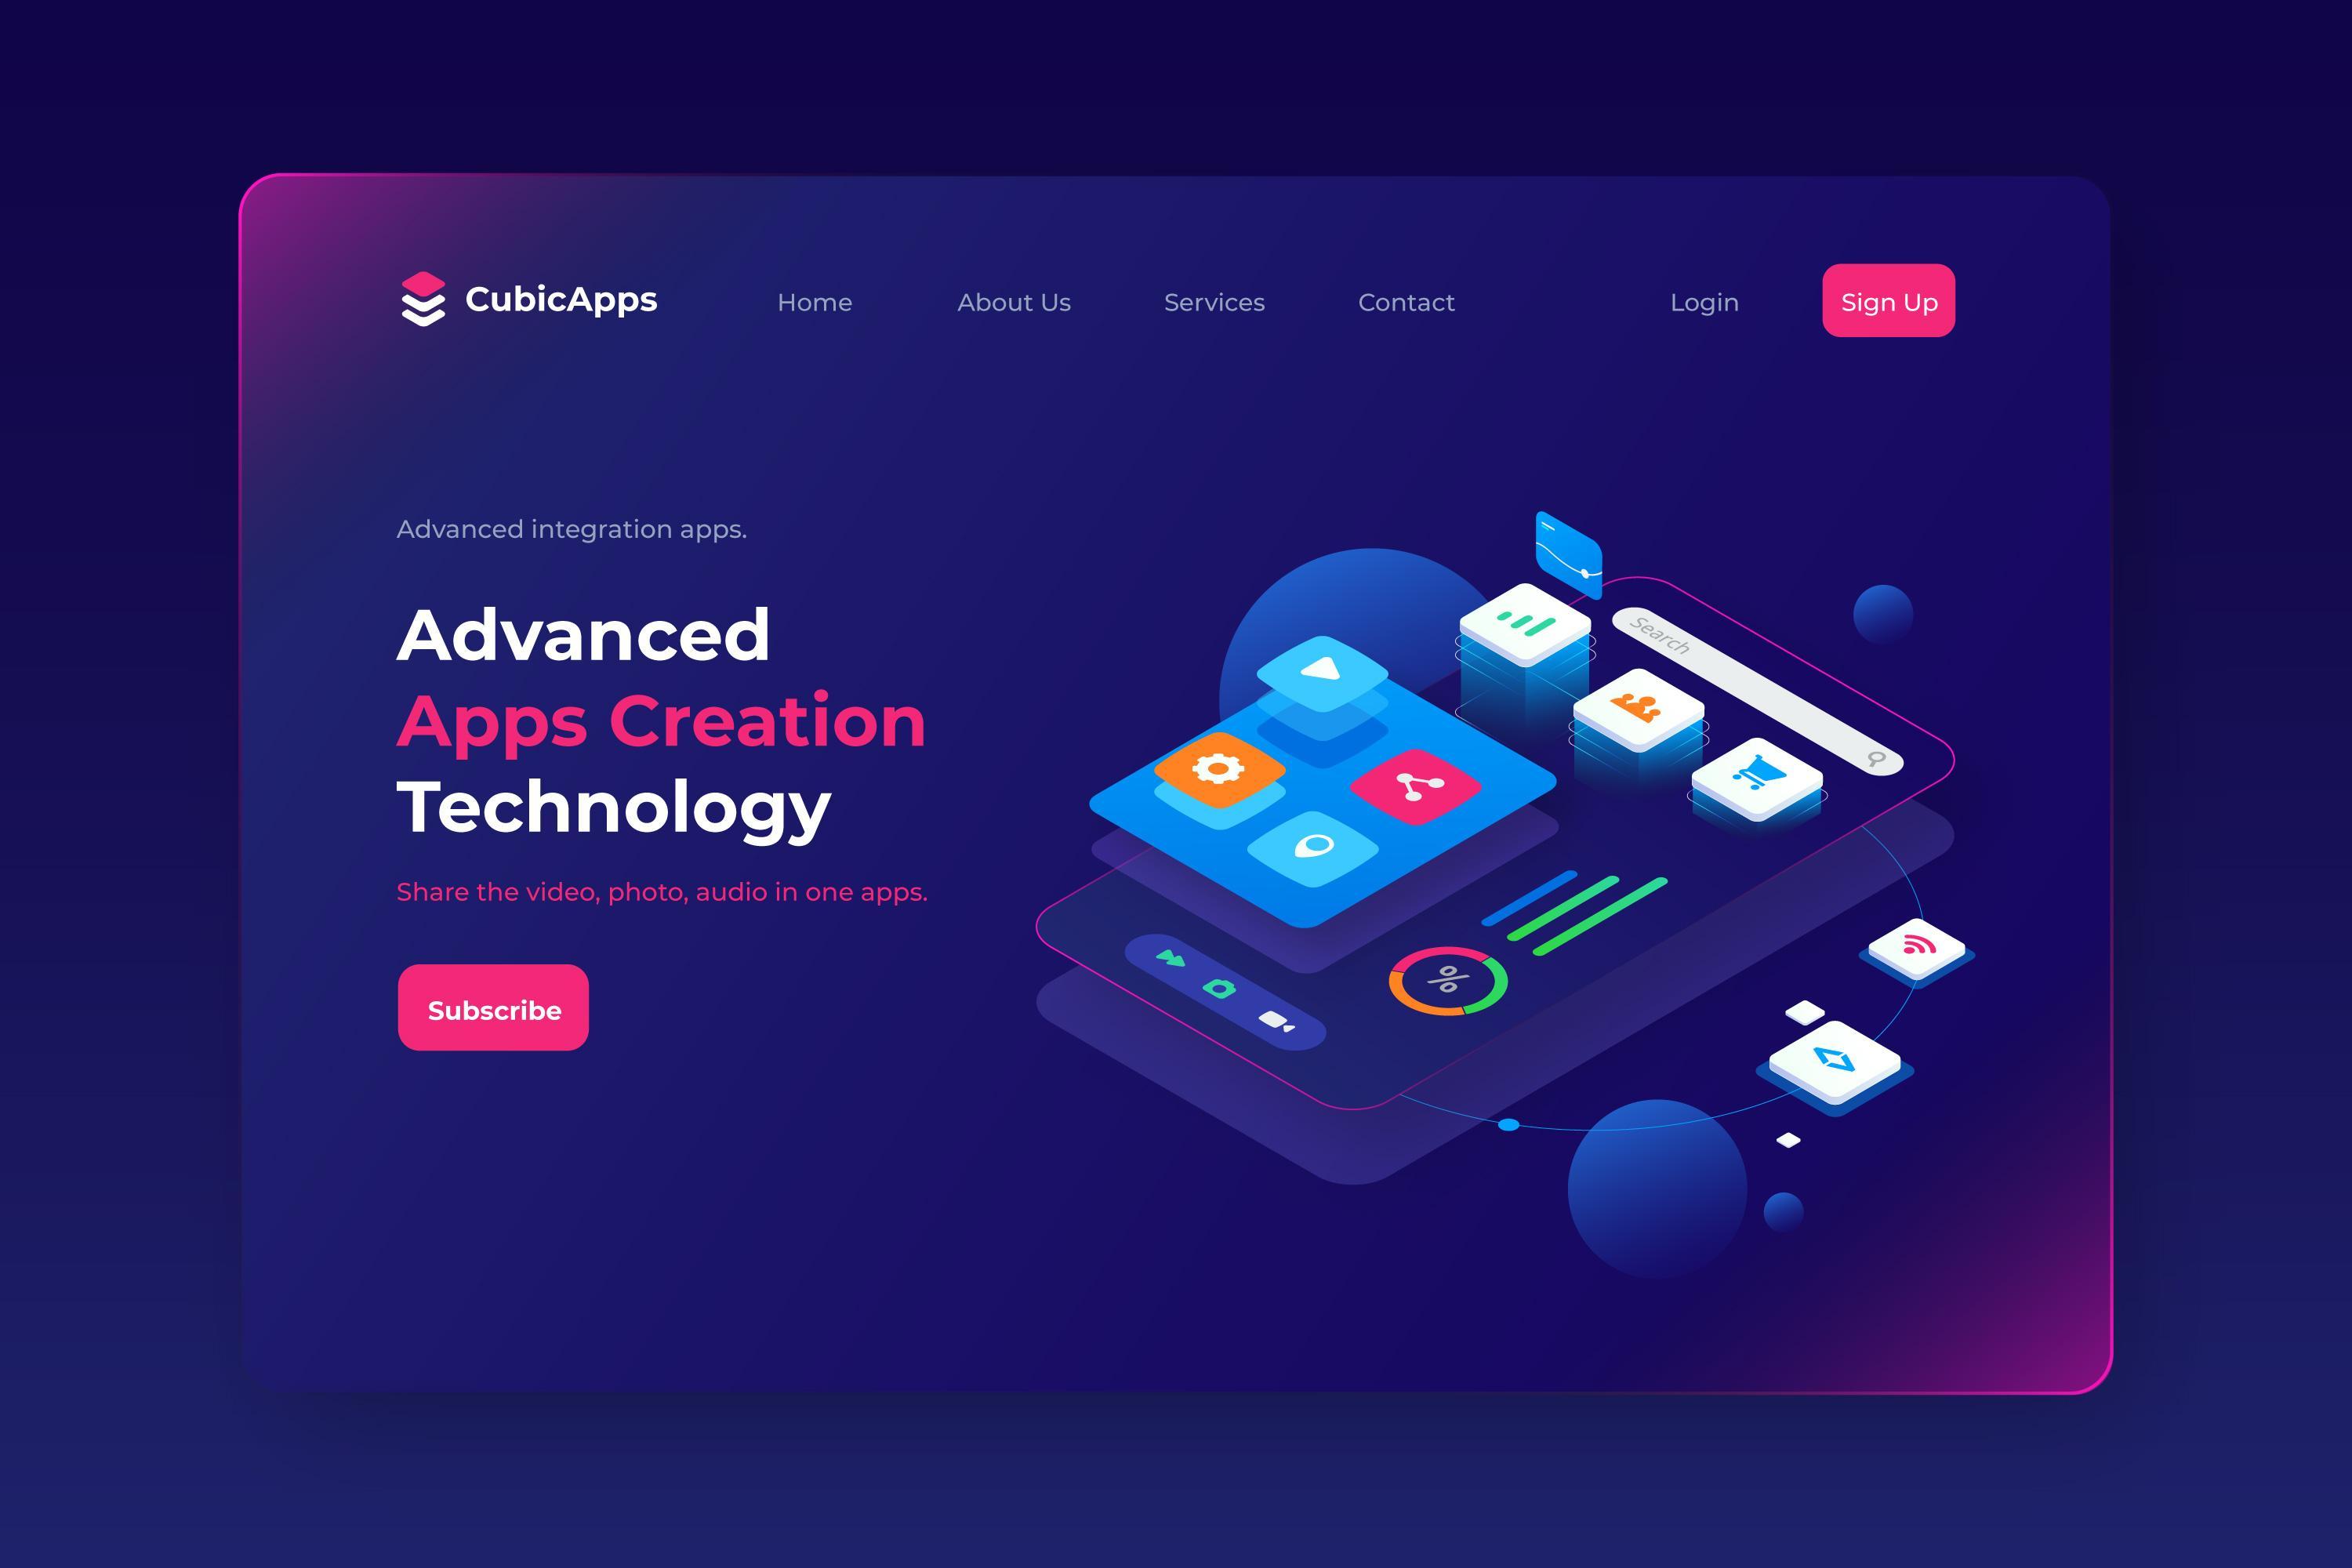 CubicApps
Home
About Us
Services
Contact
Login
Sign Up
Advanced integration apps.
Advanced
Apps Creation
Technology
Share the video, photo, audio in one apps.
Subscribe
Search
%